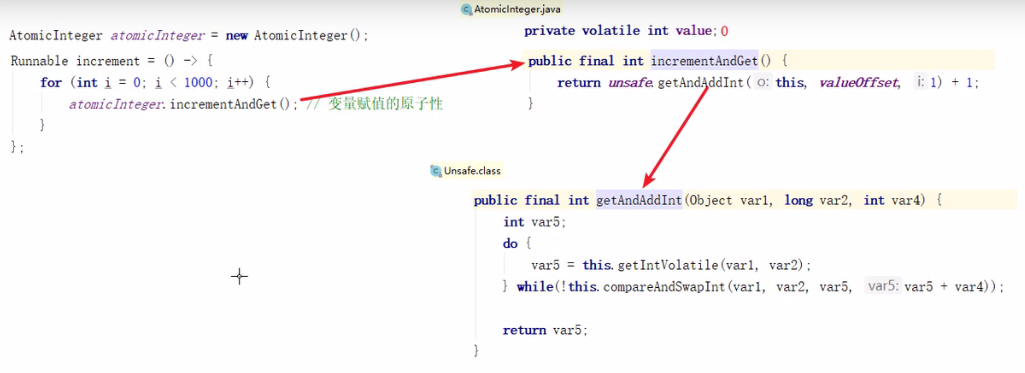 AtomicInteger atomicInteger = new AtomicInteger();
Runnable increment = () -> {
for (int i = 0; i < 1000; i++) {
atomicInteger.incrementAndGet(); // 变量赋值的原子性
}
};
AtomicInteger.java
private volatile int value;0
public final int incrementAndGet() {
return unsafe.getAndAddInt( o: this, valueOffset, i: 1) + 1;
}
Unsafe.class
public final int getAndAddInt(Object var1, long var2, int var4) {
int var5;
do {
var5 = this.getIntVolatile(var1, var2);
} while(!this.compareAndSwapInt(var1, var2, var5, var5: var5 + var4));
return var5;
}